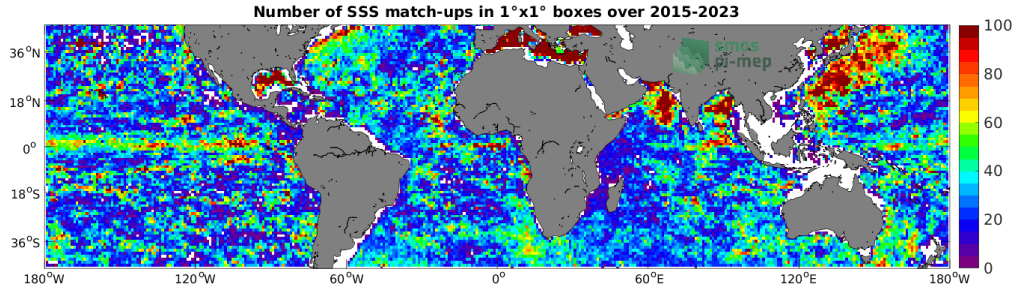 Number of SSS match-ups in 1°x1° boxes over 2015-2023
36°N
18°N
0°
18°S
36°S
180°W 120°W 60°W 0° 60°E 120°E 180°W
smos
pi-mep
100
80
60
40
20
0